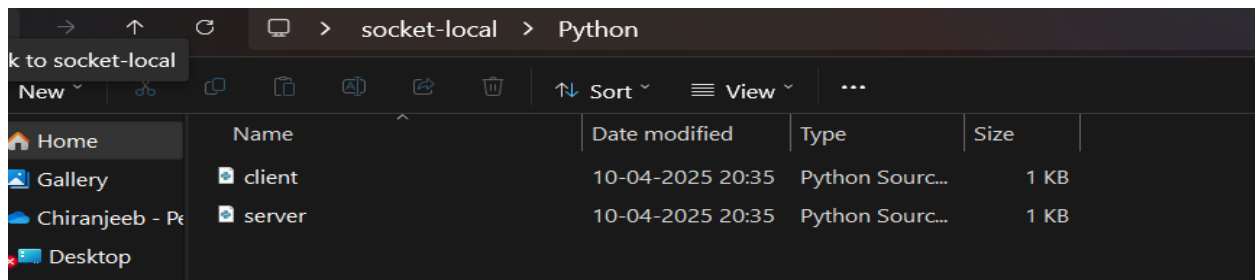 socket-local > Python
k to socket-local
New Sort View ...
Home
Gallery
Chiranjeeb - Pe
Desktop
Name Date modified Type Size
client 10-04-2025 20:35 Python Sourc... 1 KB
server 10-04-2025 20:35 Python Sourc... 1 KB